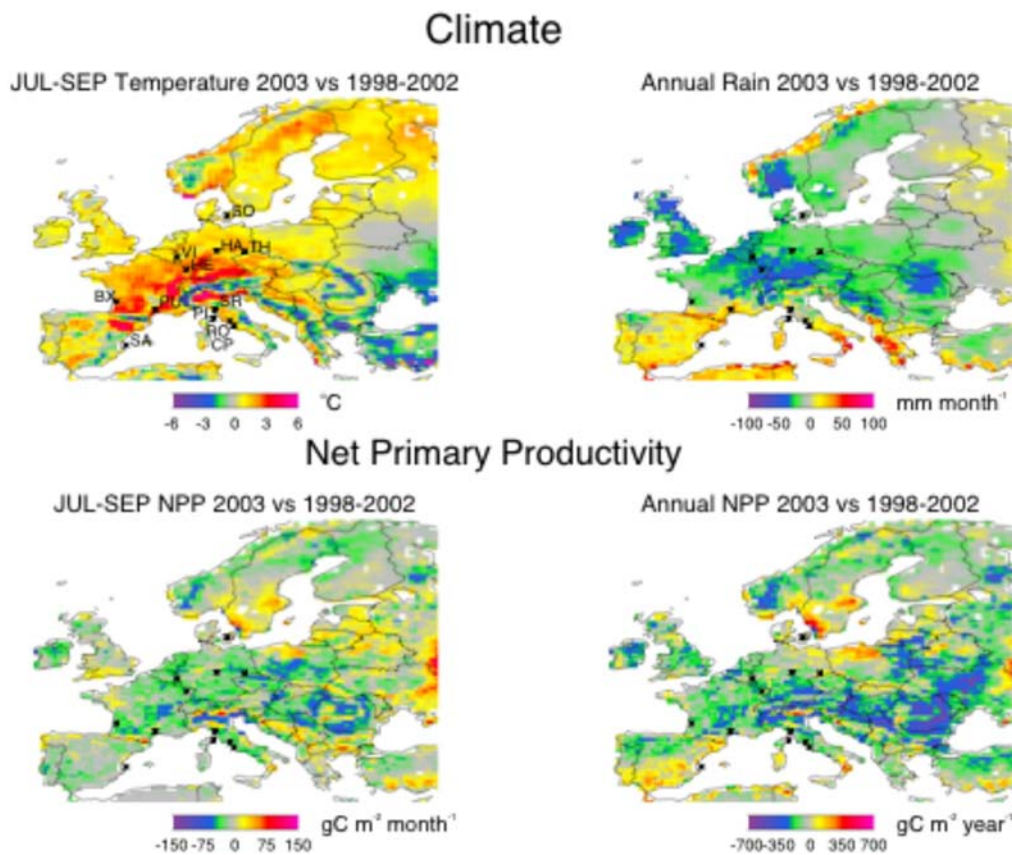 Climate
JUL-SEP Temperature 2003 vs 1998-2002
Annual Rain 2003 vs 1998-2002
SO
VI
HA
TH
HE
BX
PU
SR
PI
RO
CP
SA
-6 -3 0 3 6
°C
-100 -50 0 50 100
mm month⁻¹
Net Primary Productivity
JUL-SEP NPP 2003 vs 1998-2002
Annual NPP 2003 vs 1998-2002
-150 -75 0 75 150
gC m⁻² month⁻¹
-700 -350 0 350 700
gC m⁻² year⁻¹